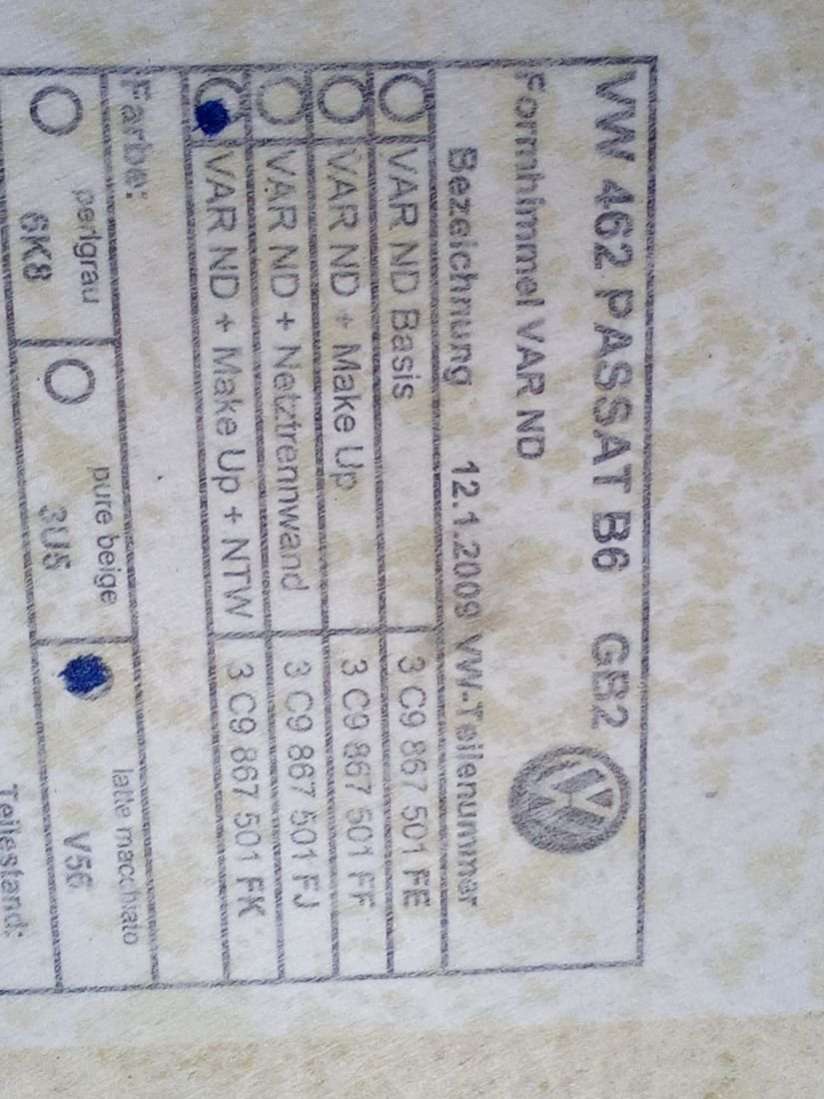 VW 462 PASSAT B6 GB2
Formhimmel VAR ND
Bezeichnung 12.1.2009 VW-Teilenummer
VAR ND Basis 3 C9 867 501 FE
VAR ND + Make Up 3 C9 867 501 FF
VAR ND + Netztrennwand 3 C9 867 501 FJ
VAR ND + Make Up + NTW 3 C9 867 501 FK
Farbe:
perlgrau pure beige latte macchiato
6K8 3U5 V56
Teilestand: